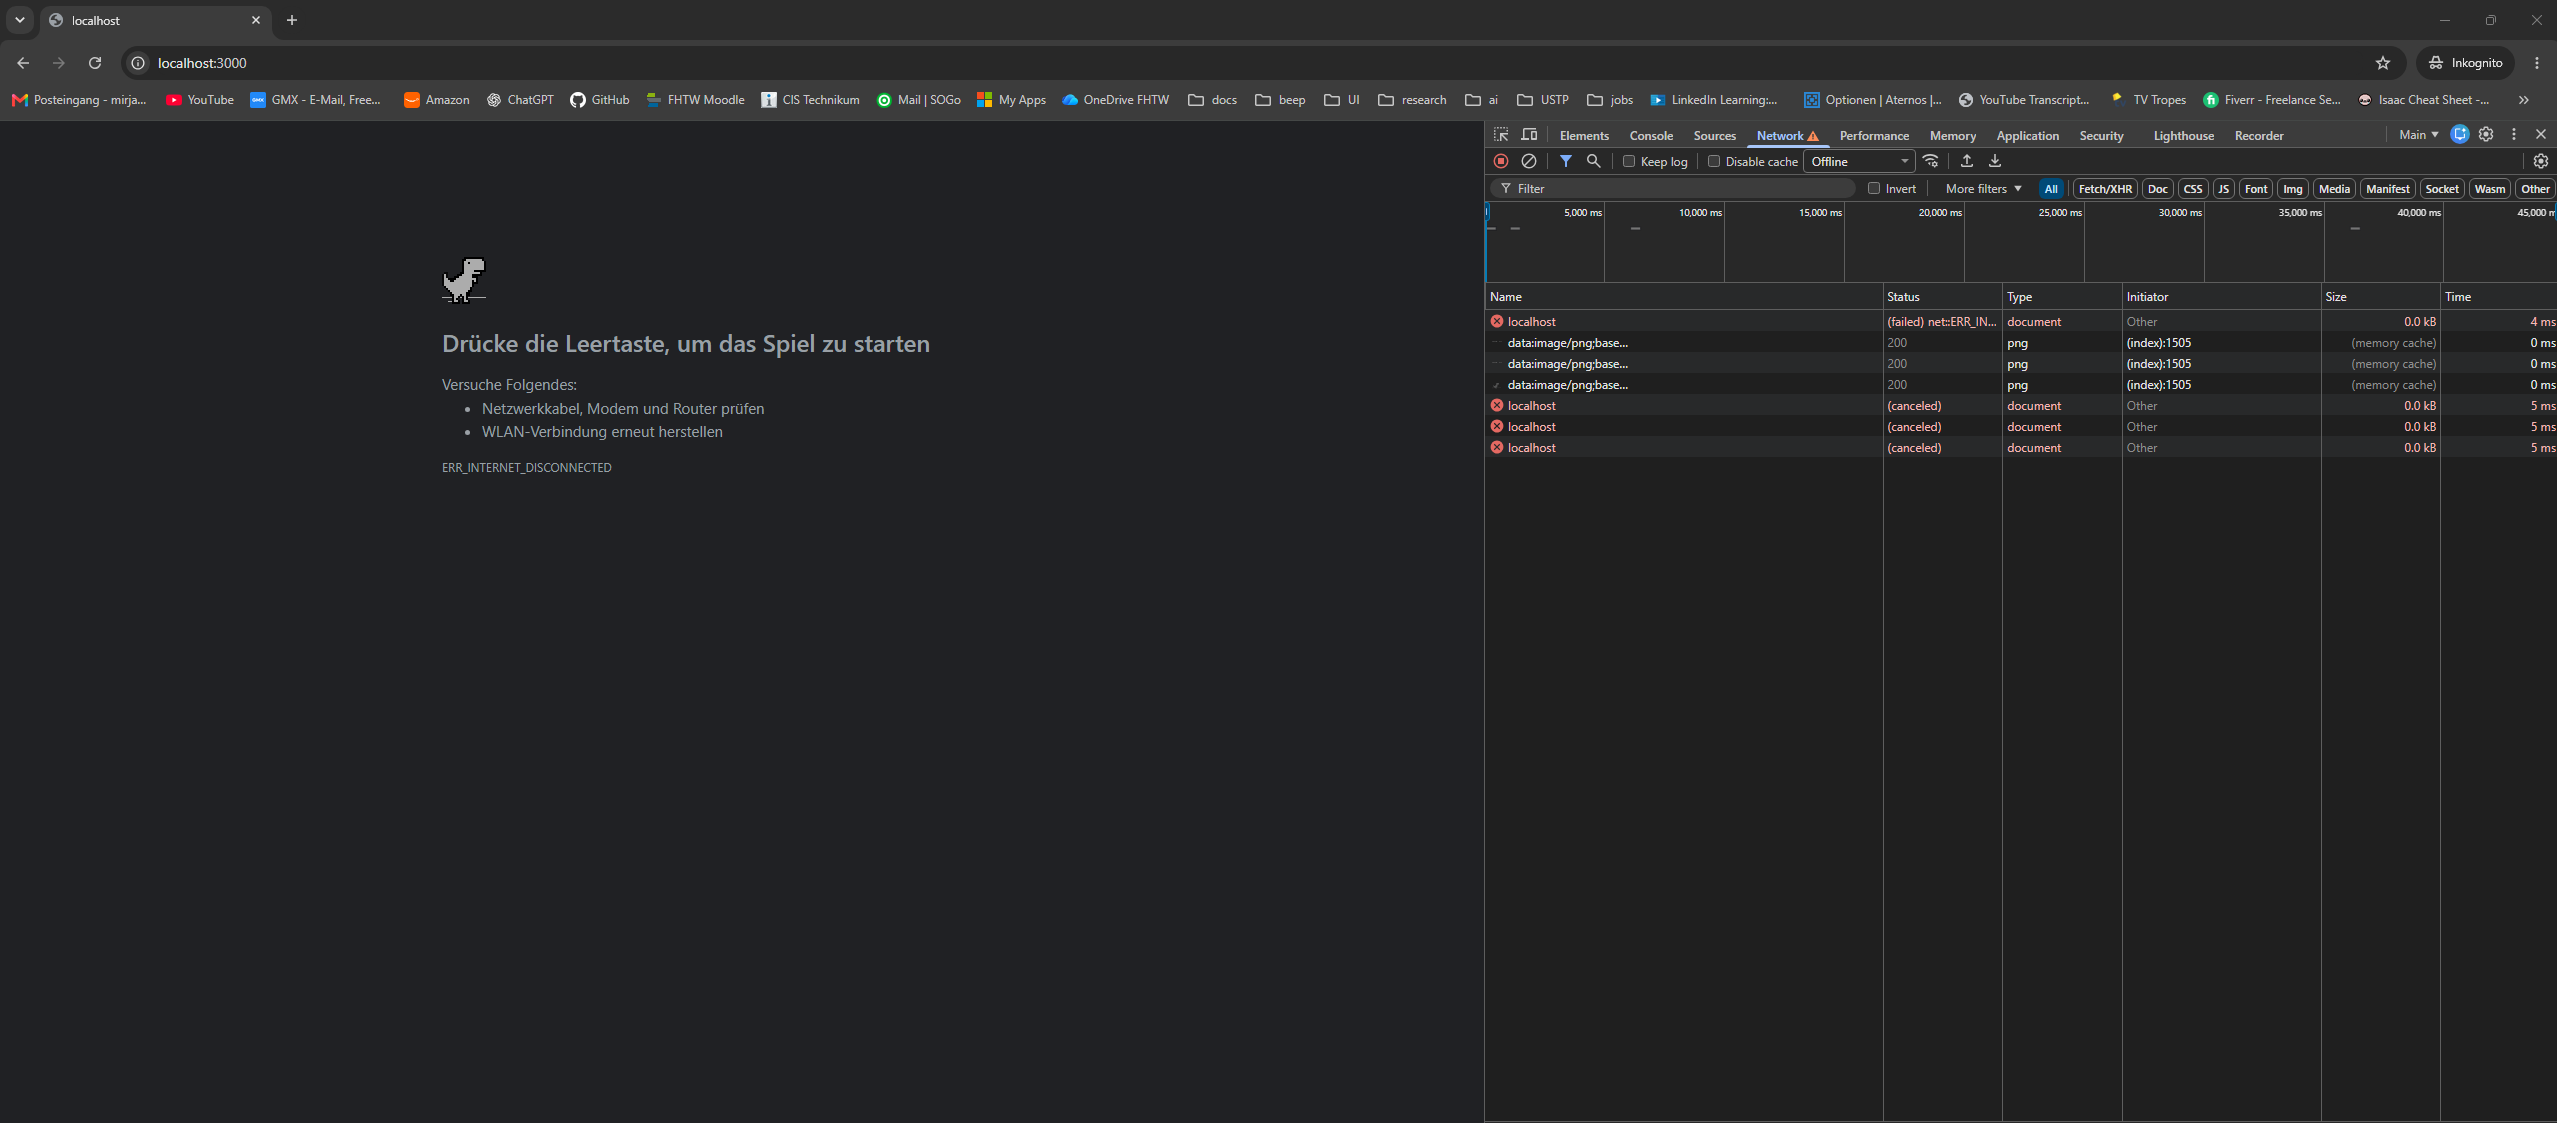 localhost
localhost:3000
Inkognito
Posteingang - mirja...
YouTube
GMX - E-Mail, Free...
Amazon
ChatGPT
GitHub
FHTW Moodle
CIS Technikum
Mail | SOGo
My Apps
OneDrive FHTW
docs
beep
UI
research
ai
USTP
jobs
LinkedIn Learning:...
Optionen | Aternos |...
YouTube Transcript...
TV Tropes
Fiverr - Freelance Se...
Isaac Cheat Sheet -...
Drücke die Leertaste, um das Spiel zu starten
Versuche Folgendes:
• Netzwerkkabel, Modem und Router prüfen
• WLAN-Verbindung erneut herstellen
ERR_INTERNET_DISCONNECTED
Elements Console Sources Network Performance Memory Application Security Lighthouse Recorder Main
Keep log Disable cache Offline
Filter Invert More filters All Fetch/XHR Doc CSS JS Font Img Media Manifest Socket Wasm Other
5,000 ms 10,000 ms 15,000 ms 20,000 ms 25,000 ms 30,000 ms 35,000 ms 40,000 ms 45,000 m
Name Status Type Initiator Size Time
localhost (failed) net::ERR_IN... document Other 0.0 kB 4 ms
data:image/png;base... 200 png (index):1505 (memory cache) 0 ms
data:image/png;base... 200 png (index):1505 (memory cache) 0 ms
data:image/png;base... 200 png (index):1505 (memory cache) 0 ms
localhost (canceled) document Other 0.0 kB 5 ms
localhost (canceled) document Other 0.0 kB 5 ms
localhost (canceled) document Other 0.0 kB 5 ms